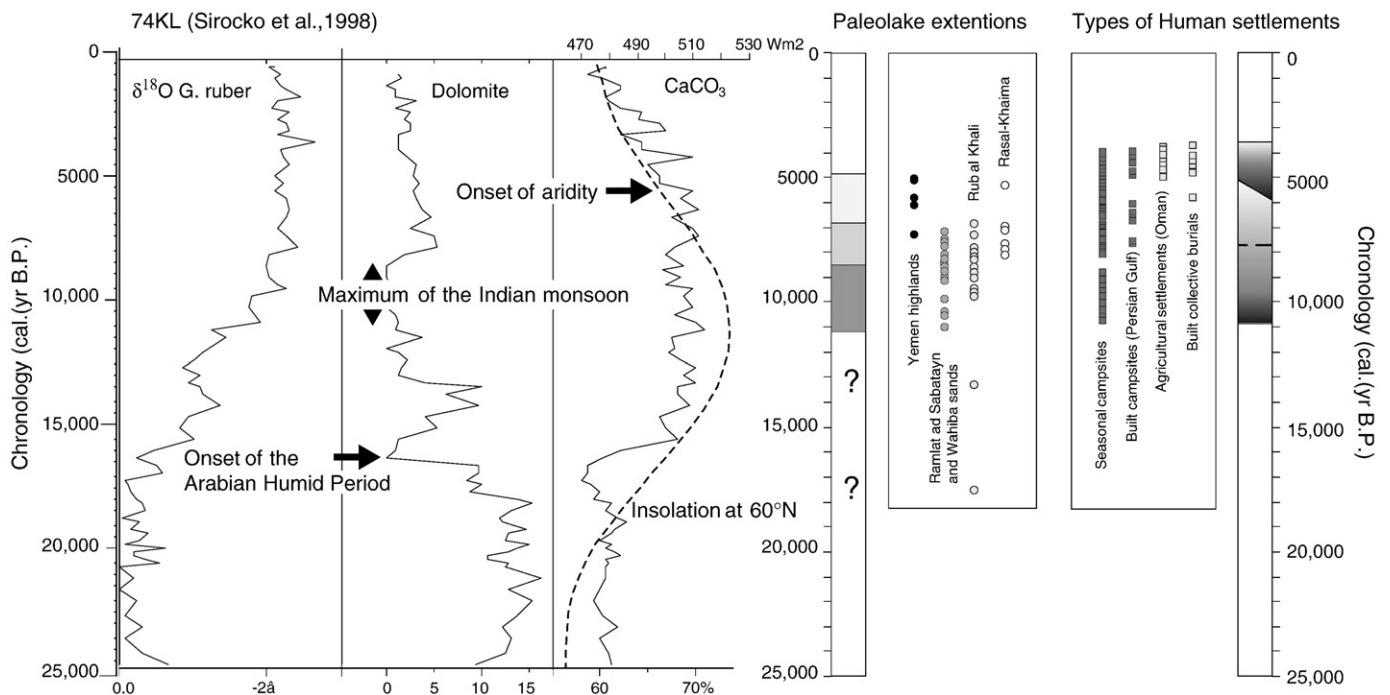 74KL (Sirocko et al.,1998)
470 490 510 530 Wm2
Paleolake extentions
Types of Human settlements
δ18O G. ruber
Dolomite
CaCO3
Onset of aridity
Maximum of the Indian monsoon
Onset of the
Arabian Humid Period
Insolation at 60°N
Chronology (cal.(yr B.P.)
0
5000
10,000
15,000
20,000
25,000
0.0 -2â 0 5 10 15 60 70%
0
5000
10,000
?
15,000
?
20,000
25,000
Yemen highlands
Ramlat ad Sabatayn
and Wahiba sands
Rub al Khali
Rasal-Khaima
Seasonal campsites
Built campsites (Persian Gulf)
Agricultural settlements (Oman)
Built collective burials
0
5000
10,000
15,000
20,000
25,000
Chronology (cal.(yr B.P.)